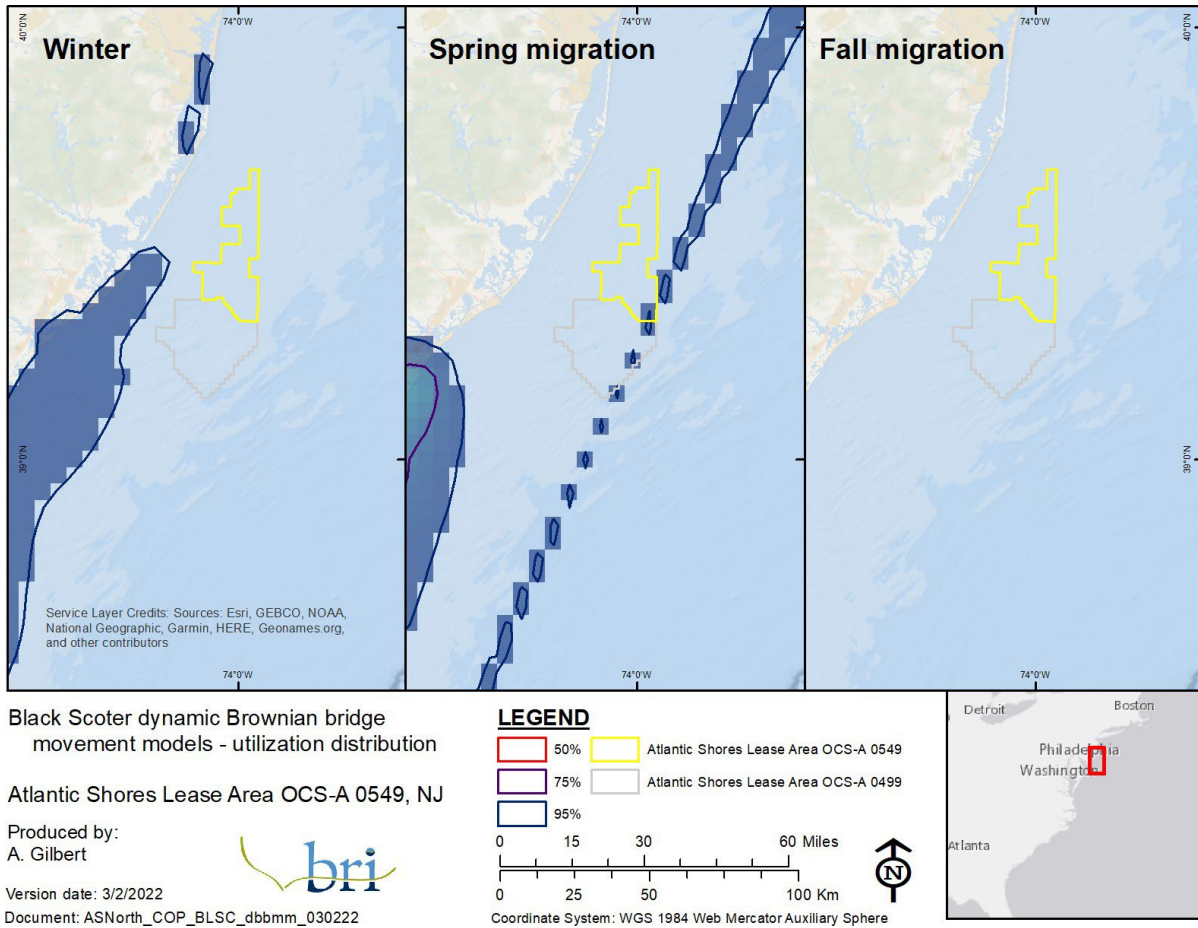 40°0'N
74°0'W
74°0'W
74°0'W
40°0'N
Winter
Spring migration
Fall migration
39°0'N
39°0'N
Service Layer Credits: Sources: Esri, GEBCO, NOAA,
National Geographic, Garmin, HERE, Geonames.org,
and other contributors
74°0'W
74°0'W
74°0'W
Black Scoter dynamic Brownian bridge
movement models - utilization distribution
Atlantic Shores Lease Area OCS-A 0549, NJ
Produced by:
A. Gilbert
bri
Version date: 3/2/2022
Document: ASNorth_COP_BLSC_dbbmm_030222
LEGEND
50%
Atlantic Shores Lease Area OCS-A 0549
75%
Atlantic Shores Lease Area OCS-A 0499
95%
0 15 30 60 Miles
0 25 50 100 Km
N
Coordinate System: WGS 1984 Web Mercator Auxiliary Sphere
Detroit
Boston
Philadelphia
Washington
Atlanta